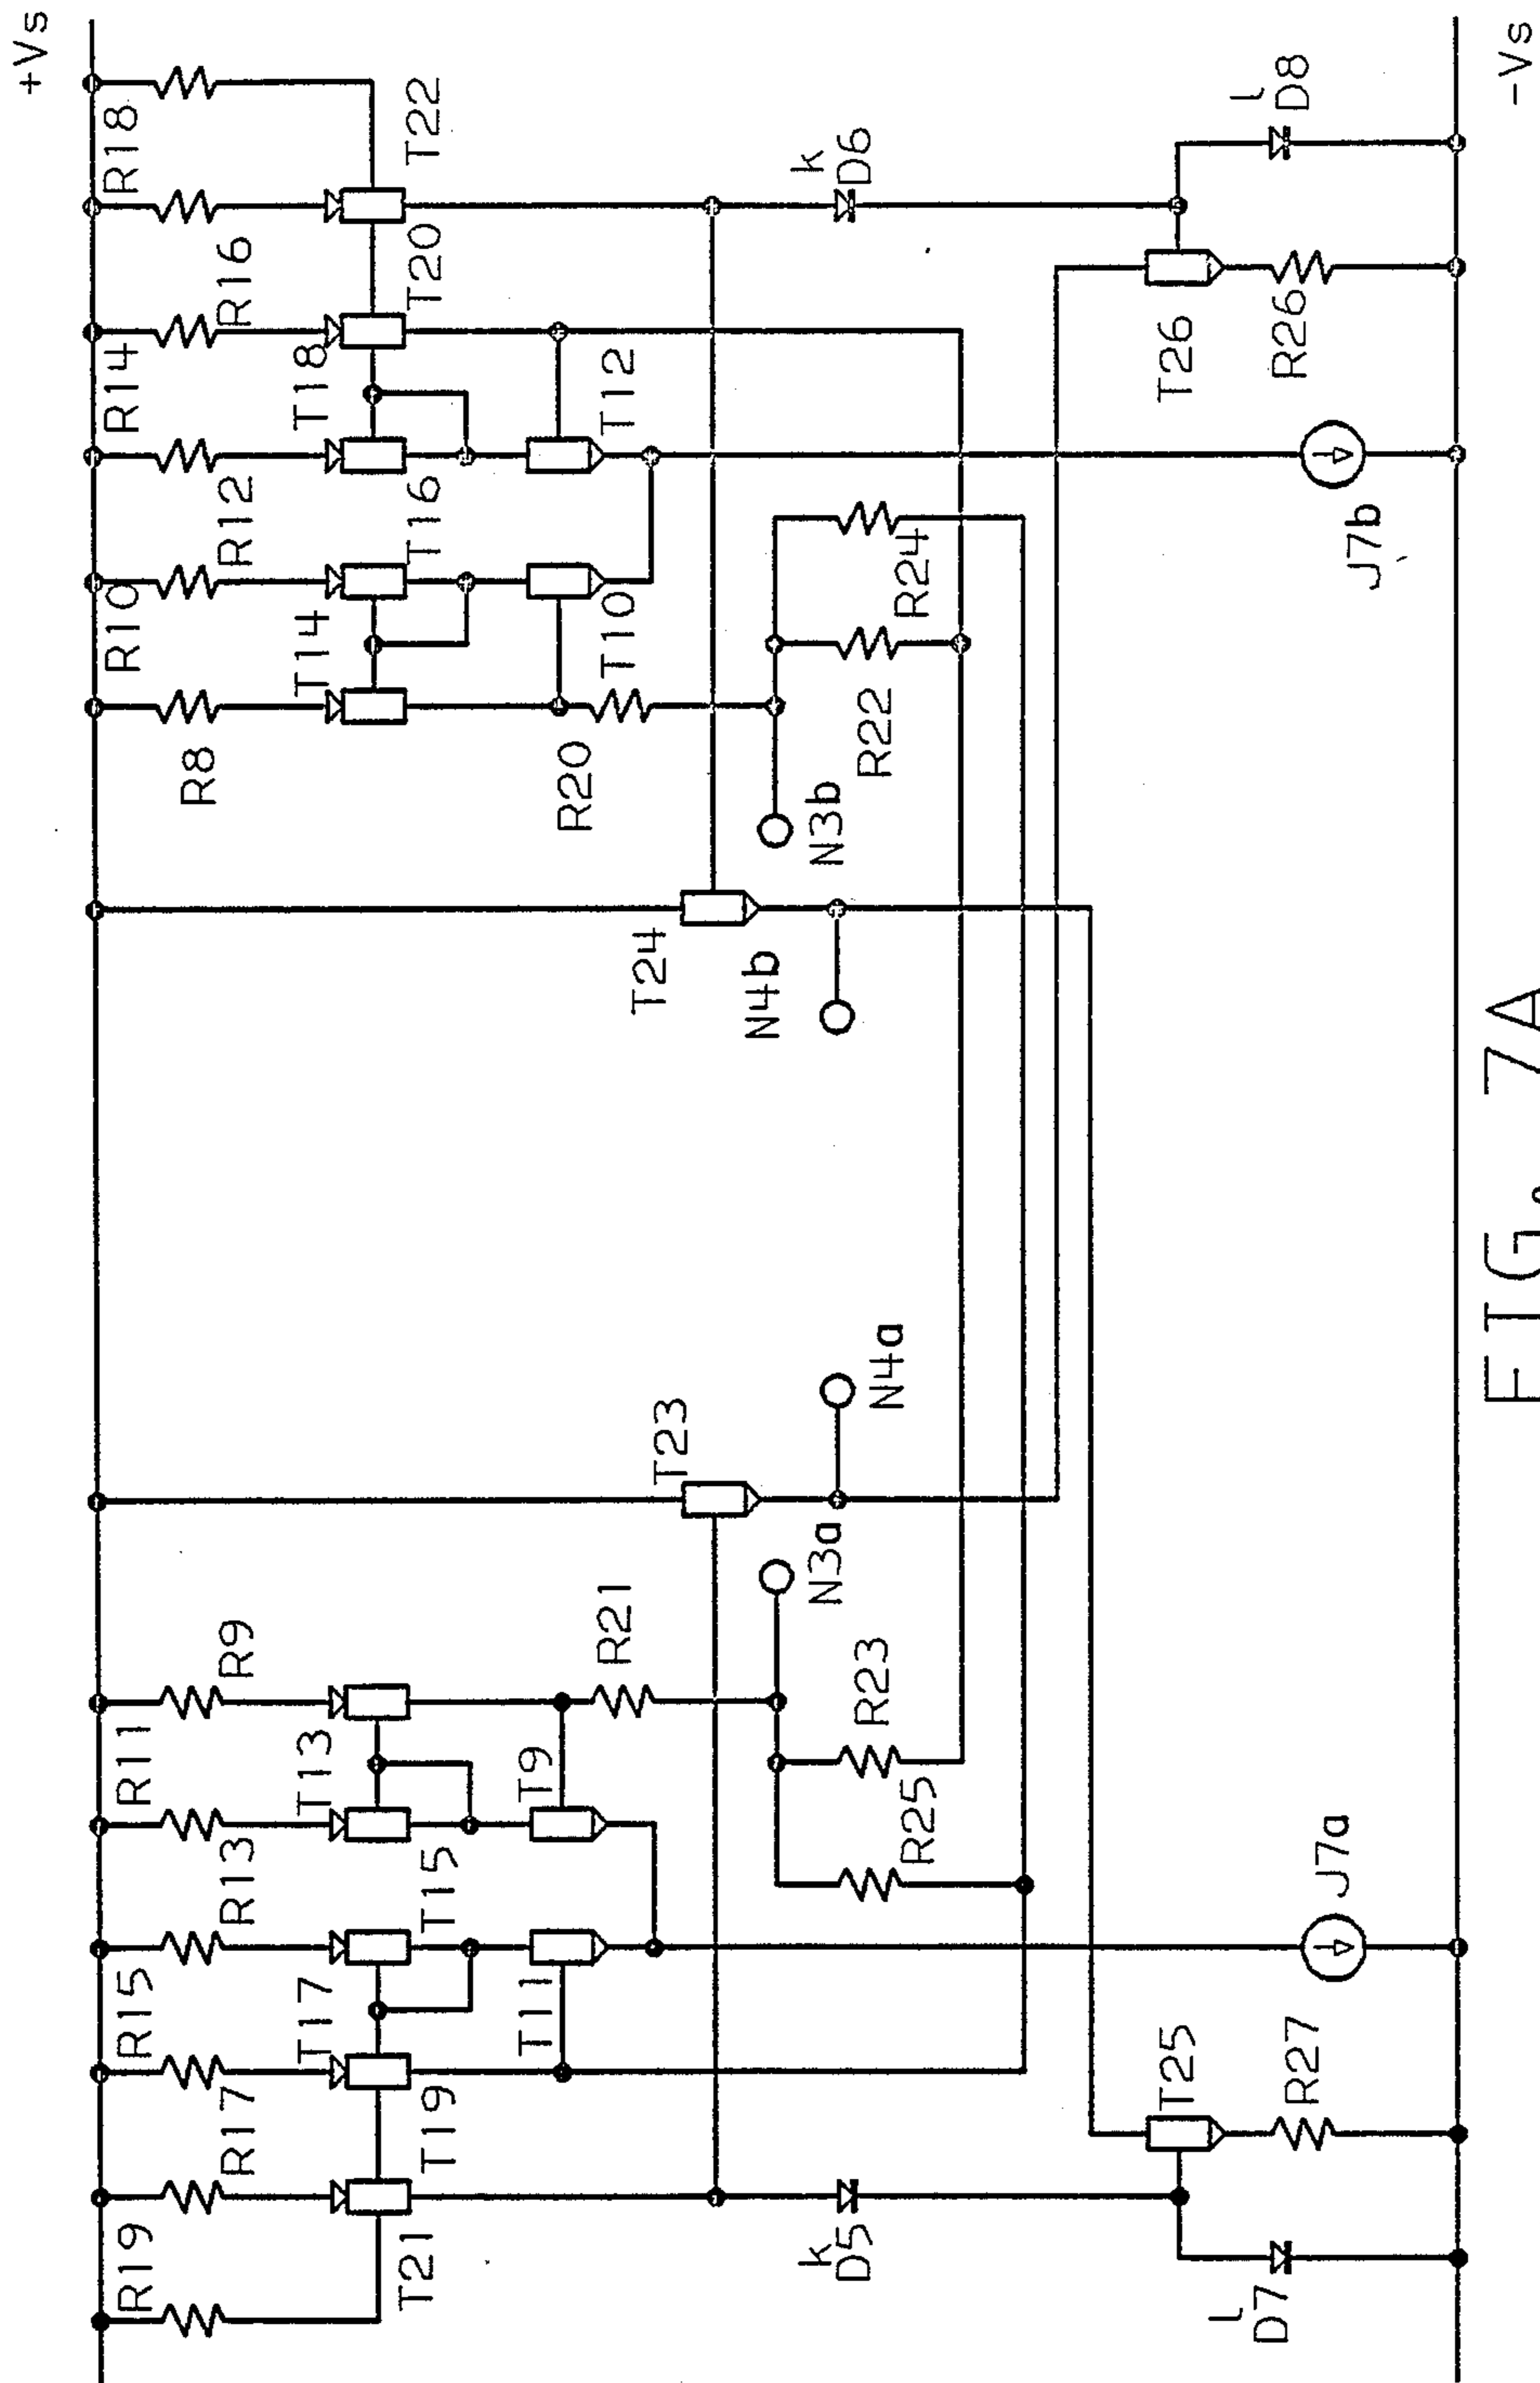 +Vs
R19
R17
R15
R13
R11
R9
R8
R10
R12
R14
R16
R18
T21
T19
T17
T15
T13
T14
T16
T18
T20
T22
T11
T9
R21
T23
T24
R20
T10
T12
k
D5
R25
R23
N3a
N4a
N4b
N3b
R22
R24
k
D6
l
D7
T25
R27
J7a
J7b
T26
R26
l
D8
-Vs
FIG. 7A